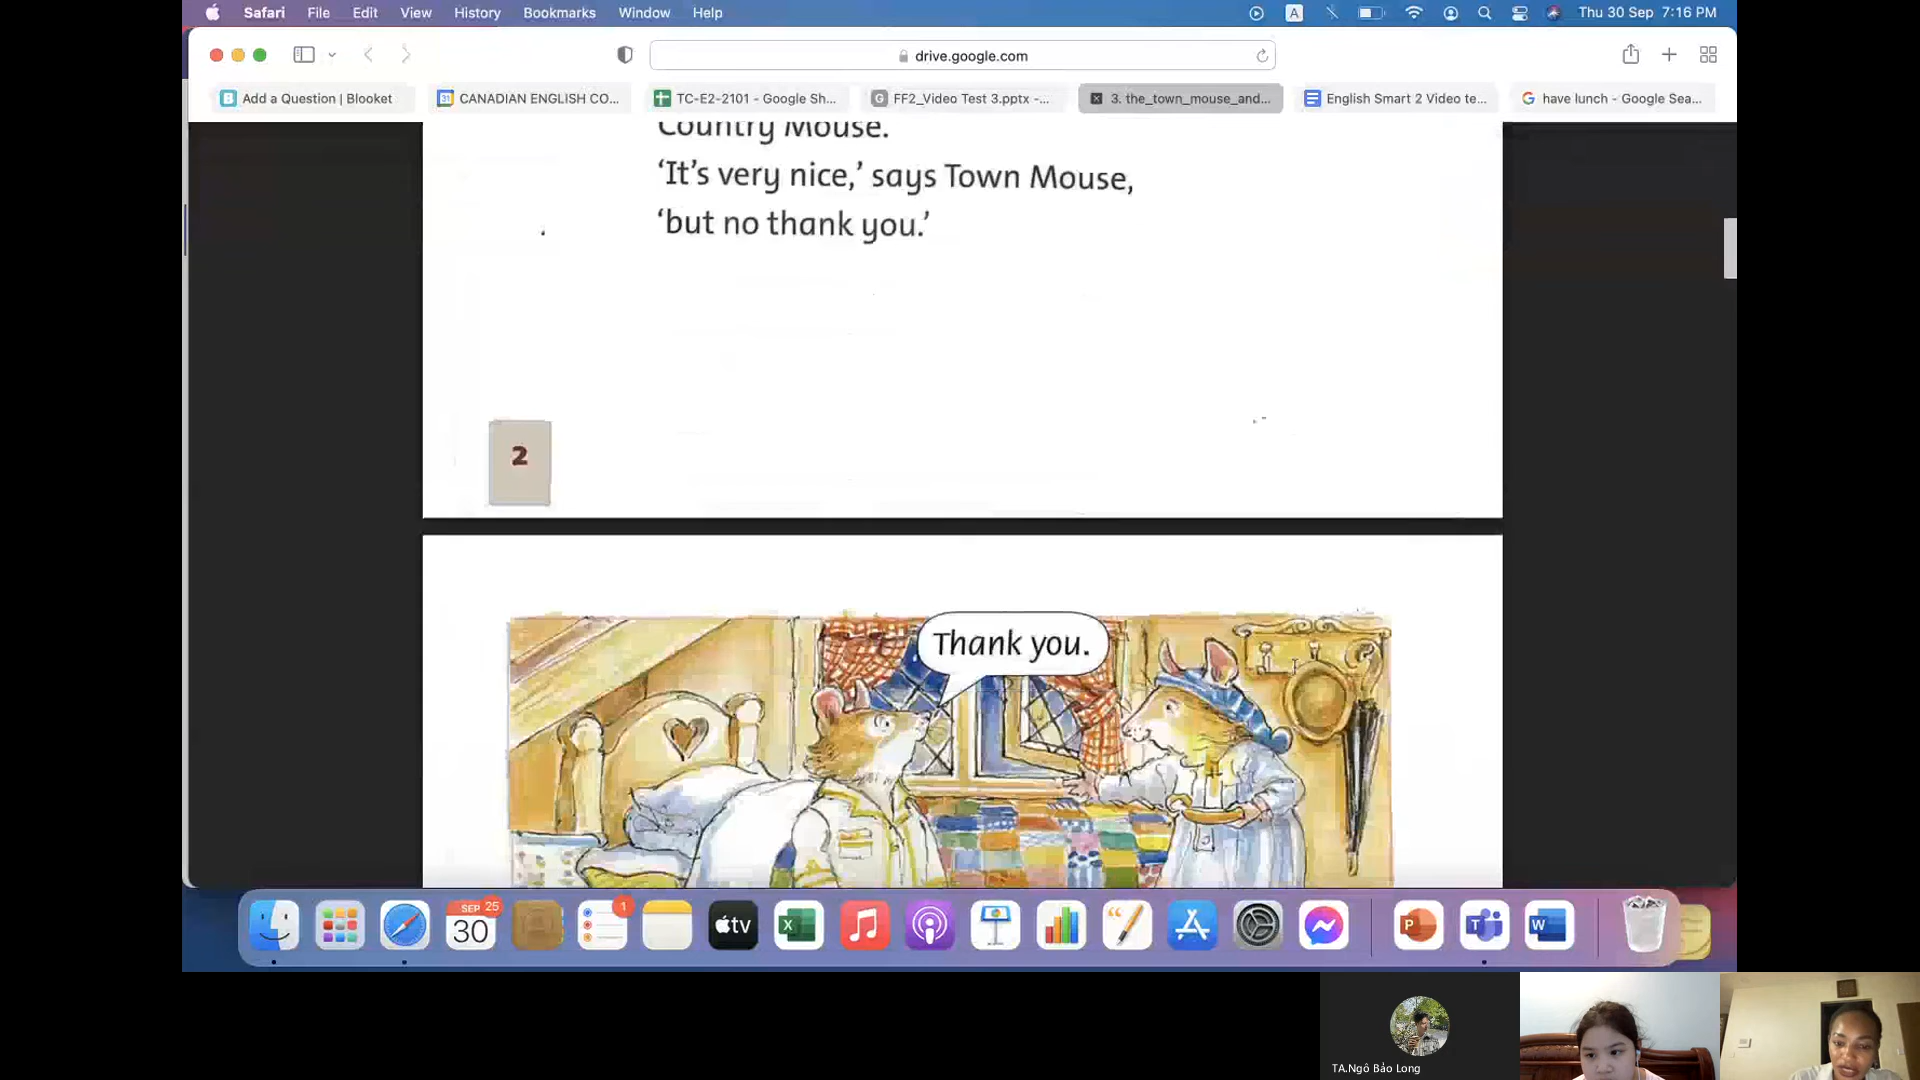 Safari File Edit View History Bookmarks Window Help
A
Thu 30 Sep 7:16 PM
drive.google.com
Add a Question | Blooket
CANADIAN ENGLISH CO...
TC-E2-2101 - Google Sh...
FF2_Video Test 3.pptx -...
3. the_town_mouse_and...
English Smart 2 Video te...
have lunch - Google Sea...
Country Mouse.
‘It’s very nice,’ says Town Mouse,
‘but no thank you.’
2
Thank you.
SEP 25
30
1
tv
TA.Ngô Bảo Long